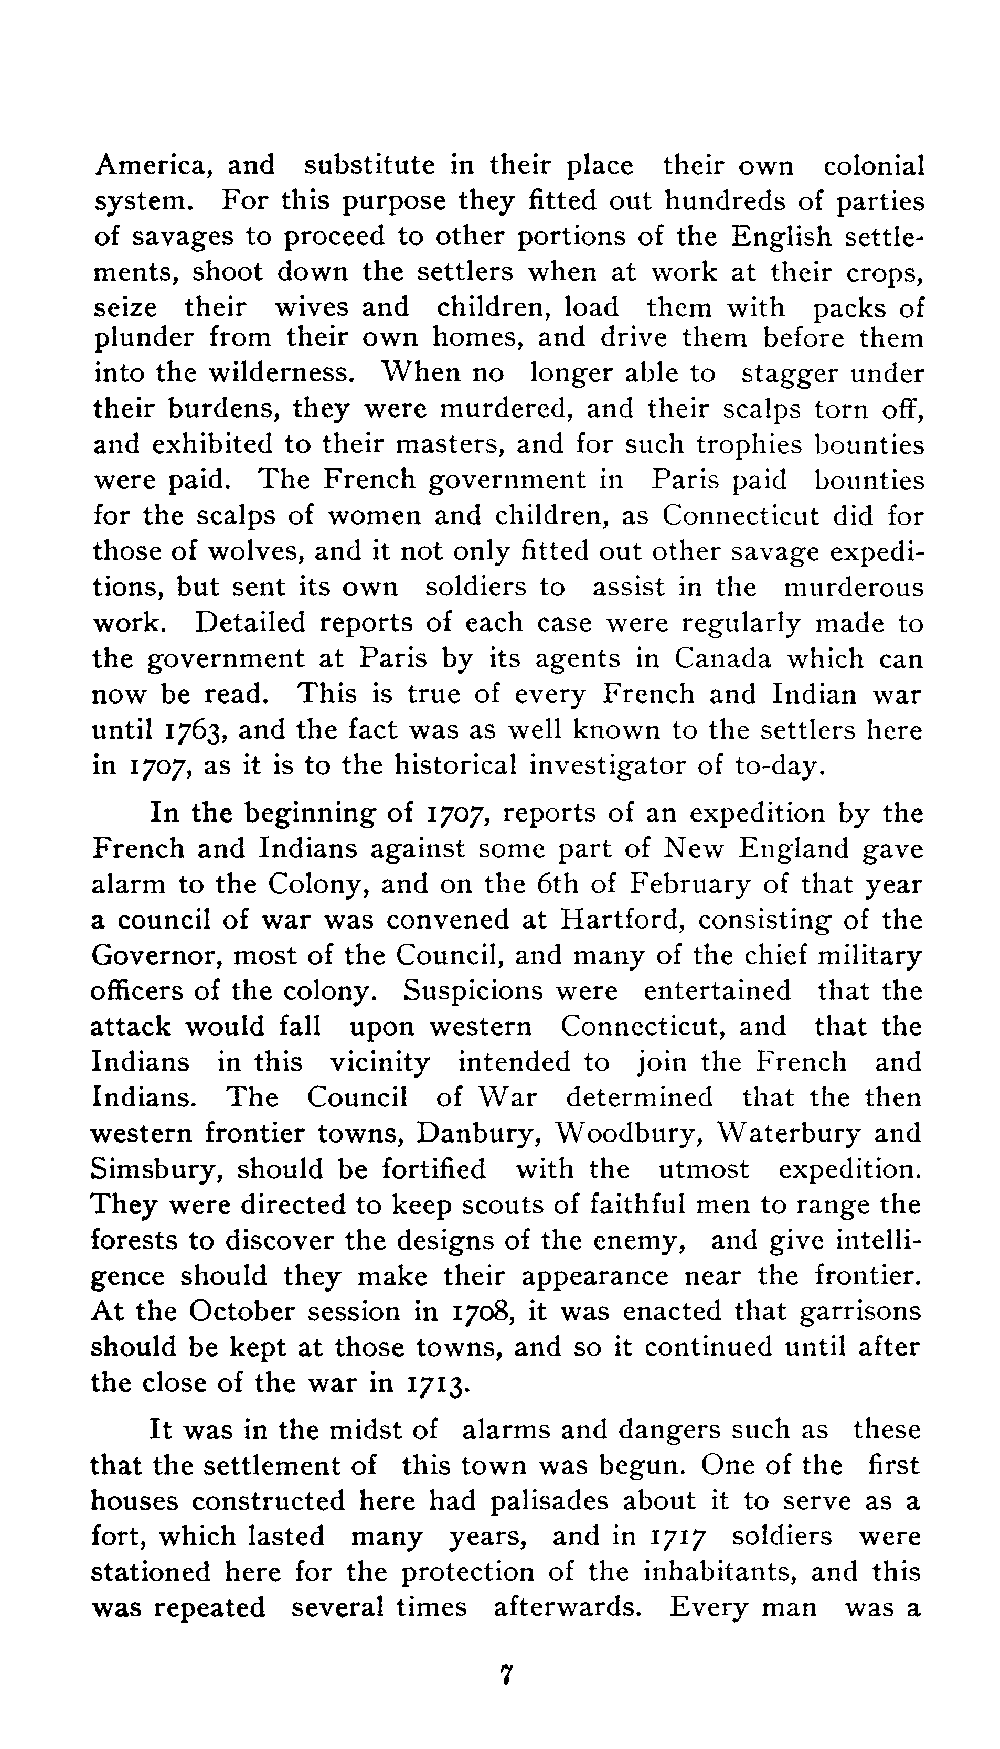 America, and substitute in their place their own colonial
system. For this purpose they fitted out hundreds of parties
of savages to proceed to other portions of the English settle-
ments, shoot down the settlers when at work at their crops,
seize their wives and children, load them with packs of
plunder from their own homes, and drive them before them
into the wilderness. When no longer able to stagger under
their burdens, they were murdered, and their scalps torn off,
and exhibited to their masters, and for such trophies bounties
were paid. The French government in Paris paid bounties
for the scalps of women and children, as Connecticut did for
those of wolves, and it not only fitted out other savage expedi-
tions, but sent its own soldiers to assist in the murderous
work. Detailed reports of each case were regularly made to
the government at Paris by its agents in Canada which can
now be read. This is true of every French and Indian war
until 1763, and the fact was as well known to the settlers here
in 1707, as it is to the historical investigator of to-day.
In the beginning of 1707, reports of an expedition by the
French and Indians against some part of New England gave
alarm to the Colony, and on the 6th of February of that year
a council of war was convened at Hartford, consisting of the
Governor, most of the Council, and many of the chief military
officers of the colony. Suspicions were entertained that the
attack would fall upon western Connecticut, and that the
Indians in this vicinity intended to join the French and
Indians. The Council of War determined that the then
western frontier towns, Danbury, Woodbury, Waterbury and
Simsbury, should be fortified with the utmost expedition.
They were directed to keep scouts of faithful men to range the
forests to discover the designs of the enemy, and give intelli-
gence should they make their appearance near the frontier.
At the October session in 1708, it was enacted that garrisons
should be kept at those towns, and so it continued until after
the close of the war in 1713.
It was in the midst of alarms and dangers such as these
that the settlement of this town was begun. One of the first
houses constructed here had palisades about it to serve as a
fort, which lasted many years, and in 1717 soldiers were
stationed here for the protection of the inhabitants, and this
was repeated several times afterwards. Every man was a
7